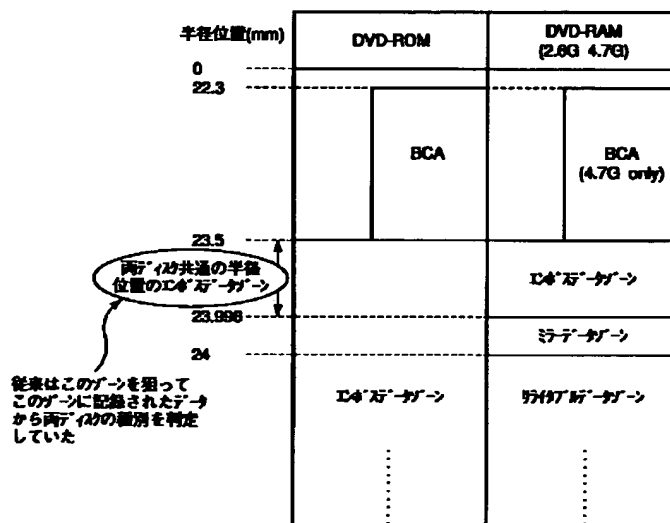 半径位置(mm)
DVD-ROM
DVD-RAM
(2.6G 4.7G)
0
22.3
BCA
BCA
(4.7G only)
23.5
両ディスク共通の半径
位置のエンボスデータゾーン
エンボスデータゾーン
23.996
ミラーデータゾーン
24
従来はこのゾーンを狙って
このゾーンに記録されたデータ
から両ディスクの種別を判定
していた
エンボスデータゾーン
リライタブルデータゾーン